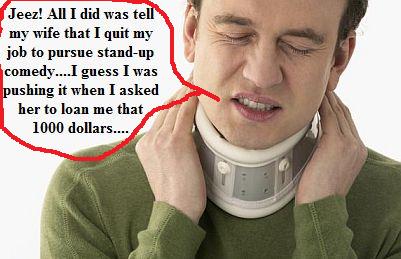 Jeez! All I did was tell
my wife that I quit my
job to pursue stand-up
comedy....I guess I was
pushing it when I asked
her to loan me that
1000 dollars....